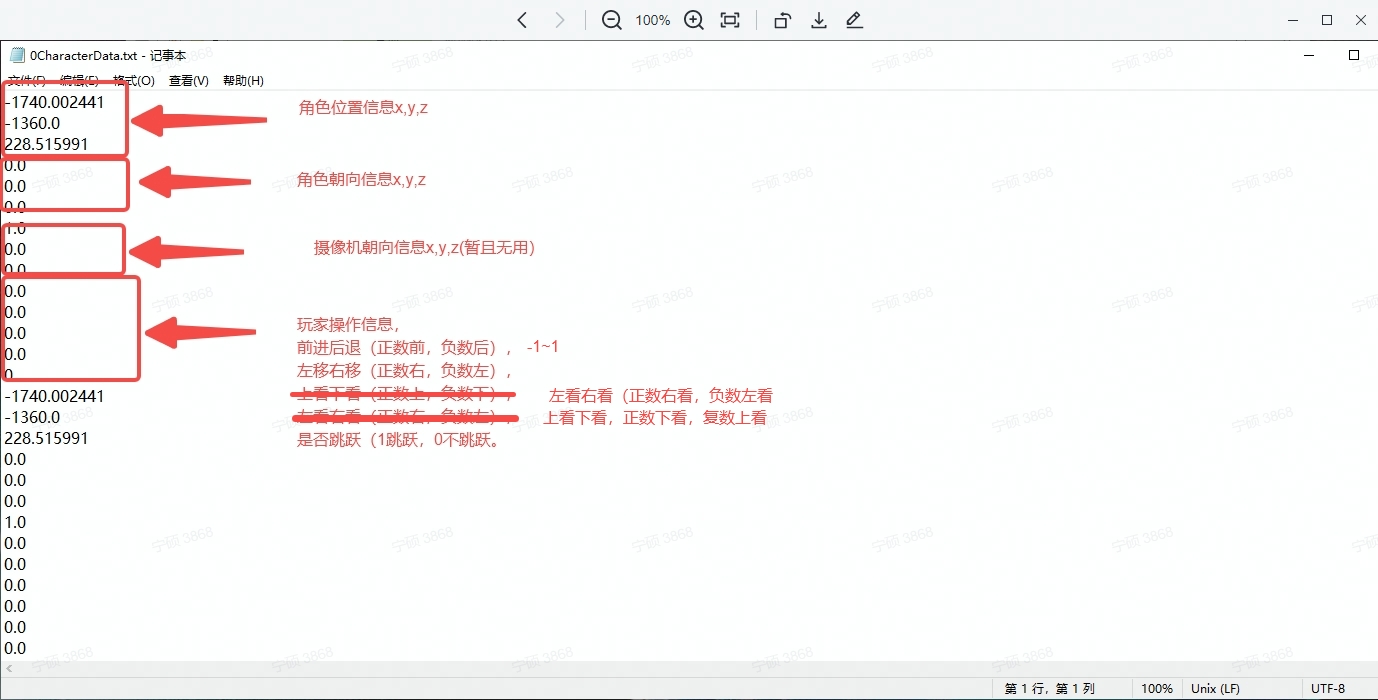 100%
0CharacterData.txt - 记事本
文件(F) 编辑(E) 格式(O) 查看(V) 帮助(H)
-1740.002441
角色位置信息x,y,z
-1360.0
228.515991
0.0
0.0
角色朝向信息x,y,z
0.0
1.0
0.0
摄像机朝向信息x,y,z(暂且无用)
0.0
0.0
0.0
玩家操作信息，
0.0
前进后退（正数前，负数后）， -1~1
0.0
左移右移（正数右，负数左），
0
上看下看（正数上，负数下），
左看右看（正数右看，负数左看
-1740.002441
-1360.0
左看右看（正数右，负数左），
上看下看，正数下看，复数上看
228.515991
是否跳跃（1跳跃，0不跳跃。
0.0
0.0
0.0
1.0
0.0
0.0
0.0
0.0
0.0
0.0
第 1 行，第 1 列
100%
Unix (LF)
UTF-8
宁硕 3868